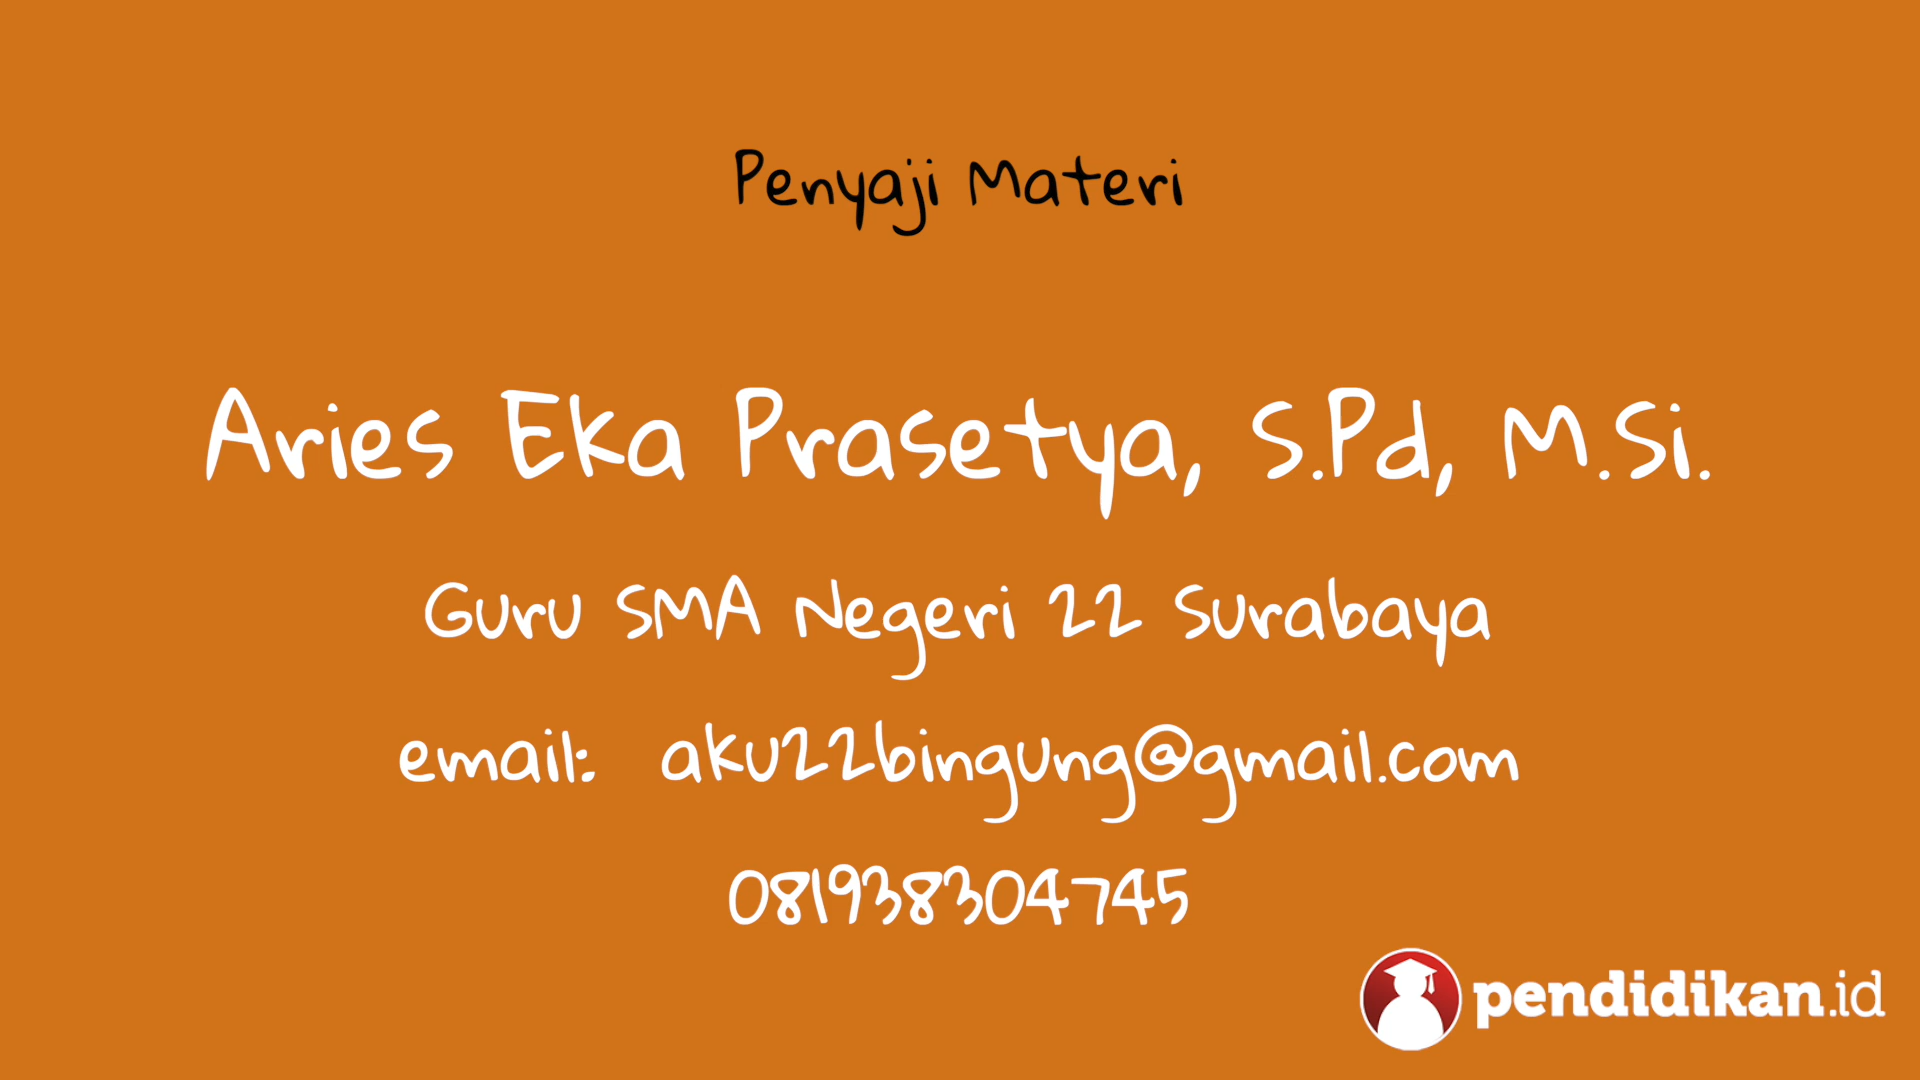 Penyaji Materi
Aries Eka Prasetya, S.Pd, M.Si.
Guru SMA Negeri 22 Surabaya
email: aku22bingung@gmail.com
081938304745
pendidikan.id